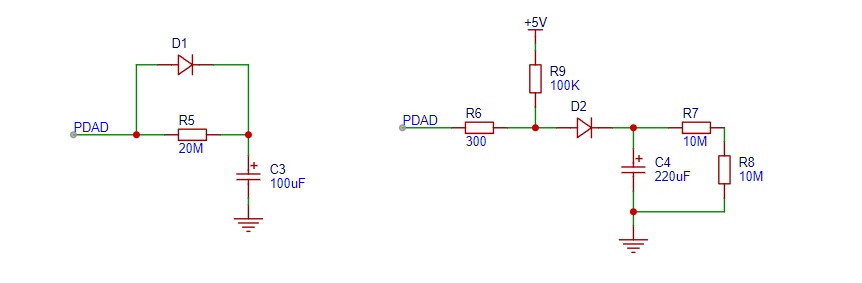 D1
PDAD
R5
20M
C3
100uF
+5V
R9
100K
PDAD
R6
300
D2
R7
10M
C4
220uF
R8
10M